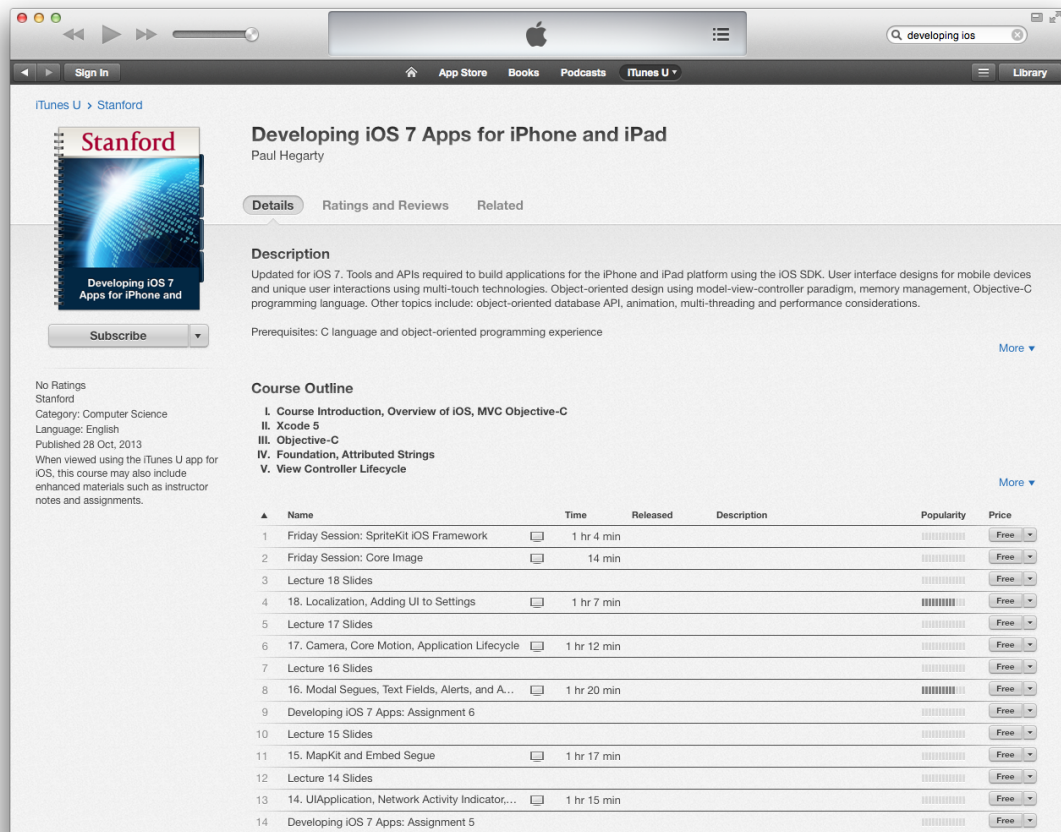 developing ios
Sign In
App Store Books Podcasts iTunes U
Library
iTunes U > Stanford
Stanford
Developing iOS 7
Apps for iPhone and
Subscribe
No Ratings
Stanford
Category: Computer Science
Language: English
Published 28 Oct, 2013
When viewed using the iTunes U app for
iOS, this course may also include
enhanced materials such as instructor
notes and assignments.
Developing iOS 7 Apps for iPhone and iPad
Paul Hegarty
Details Ratings and Reviews Related
Description
Updated for iOS 7. Tools and APIs required to build applications for the iPhone and iPad platform using the iOS SDK. User interface designs for mobile devices
and unique user interactions using multi-touch technologies. Object-oriented design using model-view-controller paradigm, memory management, Objective-C
programming language. Other topics include: object-oriented database API, animation, multi-threading and performance considerations.
Prerequisites: C language and object-oriented programming experience
More
Course Outline
I. Course Introduction, Overview of iOS, MVC Objective-C
II. Xcode 5
III. Objective-C
IV. Foundation, Attributed Strings
V. View Controller Lifecycle
More
Name Time Released Description Popularity Price
1 Friday Session: SpriteKit iOS Framework 1 hr 4 min Free
2 Friday Session: Core Image 14 min Free
3 Lecture 18 Slides Free
4 18. Localization, Adding UI to Settings 1 hr 7 min Free
5 Lecture 17 Slides Free
6 17. Camera, Core Motion, Application Lifecycle 1 hr 12 min Free
7 Lecture 16 Slides Free
8 16. Modal Segues, Text Fields, Alerts, and A... 1 hr 20 min Free
9 Developing iOS 7 Apps: Assignment 6 Free
10 Lecture 15 Slides Free
11 15. MapKit and Embed Segue 1 hr 17 min Free
12 Lecture 14 Slides Free
13 14. UIApplication, Network Activity Indicator,... 1 hr 15 min Free
14 Developing iOS 7 Apps: Assignment 5 Free